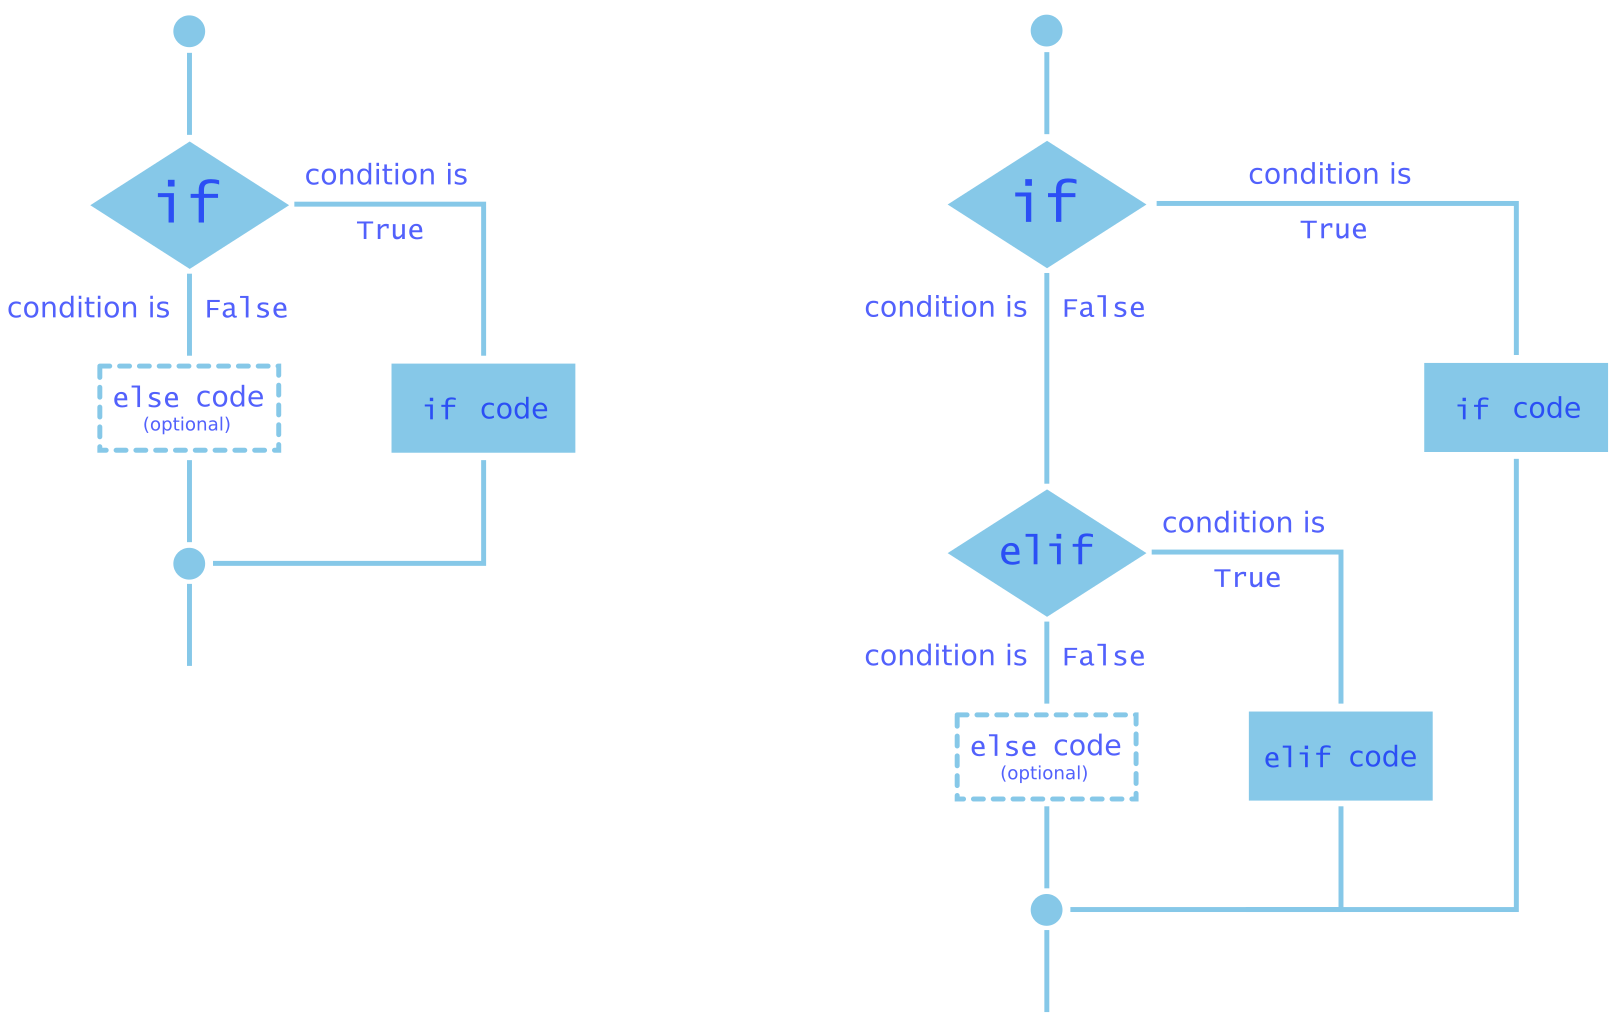 if
condition is
True
condition is False
else code
(optional)
if code
if
condition is
True
condition is False
if code
elif
condition is
True
condition is False
else code
(optional)
elif code